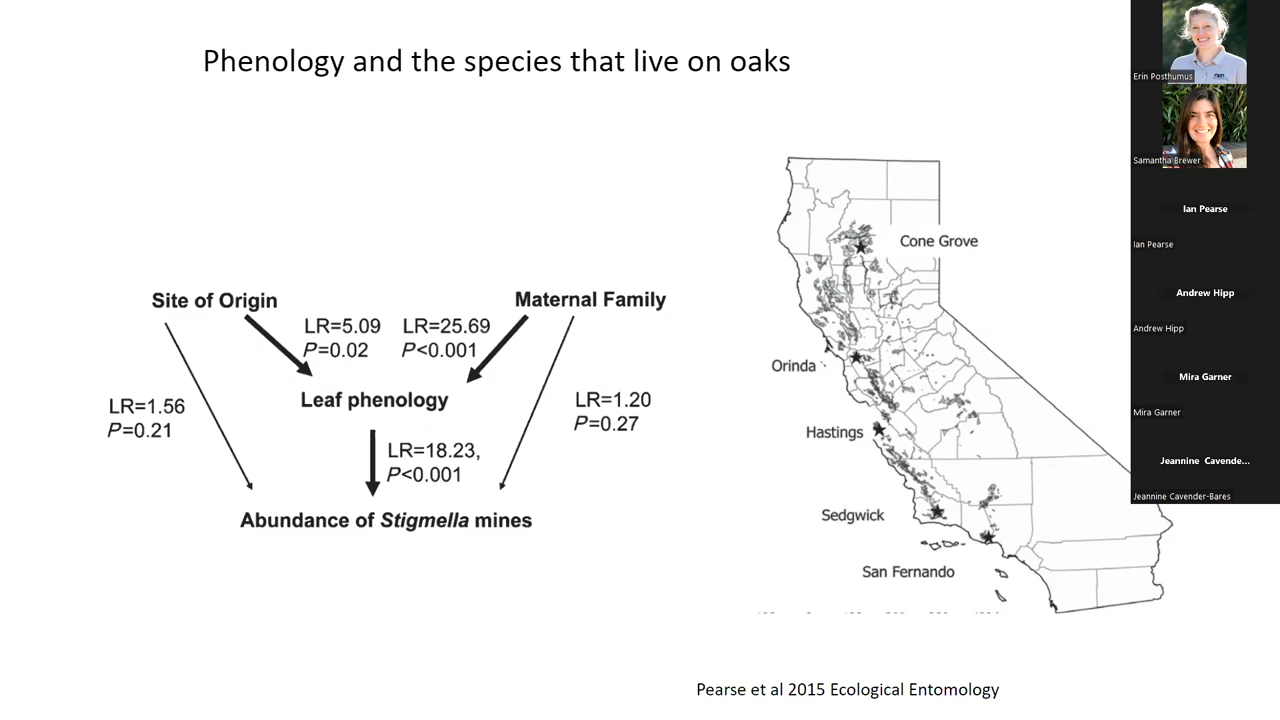 Phenology and the species that live on oaks
Site of Origin
Maternal Family
LR=5.09
P=0.02
LR=25.69
P<0.001
Leaf phenology
LR=1.56
P=0.21
LR=1.20
P=0.27
LR=18.23,
P<0.001
Abundance of Stigmella mines
Cone Grove
Orinda
Hastings
Sedgwick
San Fernando
Pearse et al 2015 Ecological Entomology
Erin Posthumus
Samantha Brewer
Ian Pearse
Ian Pearse
Andrew Hipp
Andrew Hipp
Mira Garner
Mira Garner
Jeannine Cavende...
Jeannine Cavender-Bares